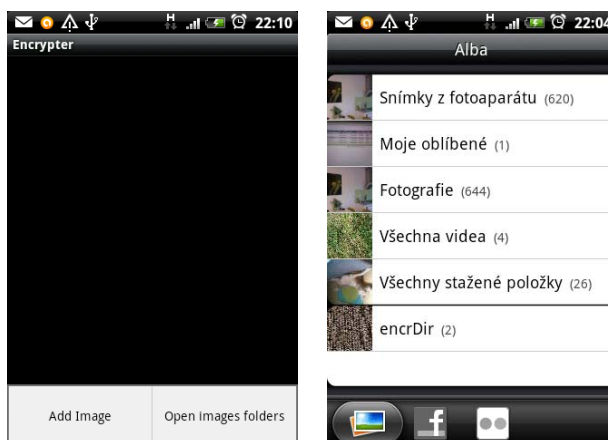 22:10
Encrypter
Add Image
Open images folders
H
22:04
Alba
Snímky z fotoaparátu (620)
Moje oblíbené (1)
Fotografie (644)
Všechna videa (4)
Všechny stažené položky (26)
encrDir (2)